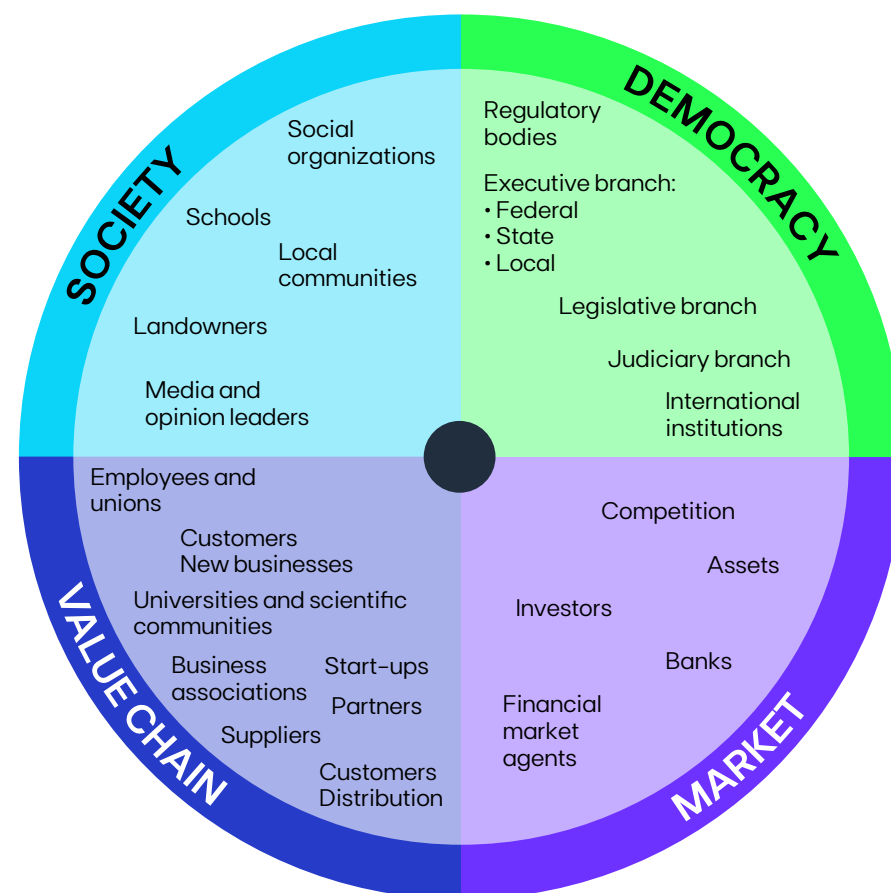 SOCIETY
Social
organizations
Schools
Local
communities
Landowners
Media and
opinion leaders
DEMOCRACY
Regulatory
bodies
Executive branch:
• Federal
• State
• Local
Legislative branch
Judiciary branch
International
institutions
VALUE CHAIN
Employees and
unions
Customers
New businesses
Universities and scientific
communities
Business
associations
Start-ups
Partners
Suppliers
Customers
Distribution
MARKET
Competition
Assets
Investors
Banks
Financial
market
agents